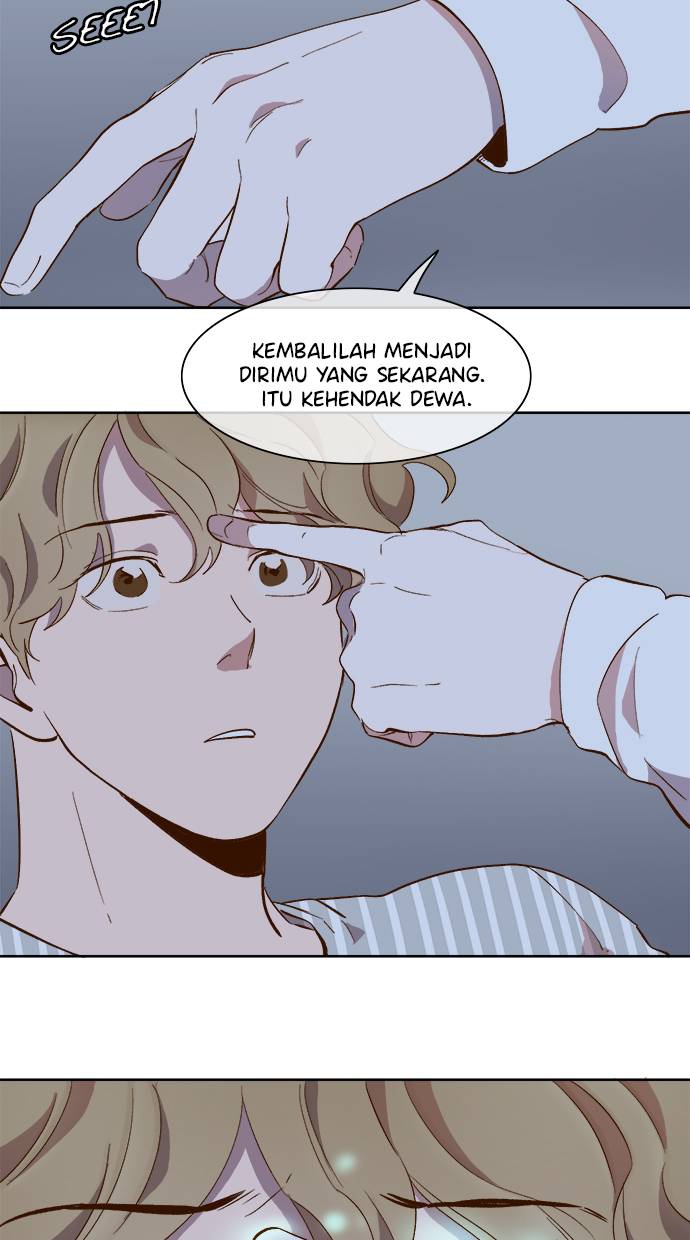 SEEET
KEMBALILAH MENJADI
DIRIMU YANG SEKARANG.
ITU KEHENDAK DEWA.